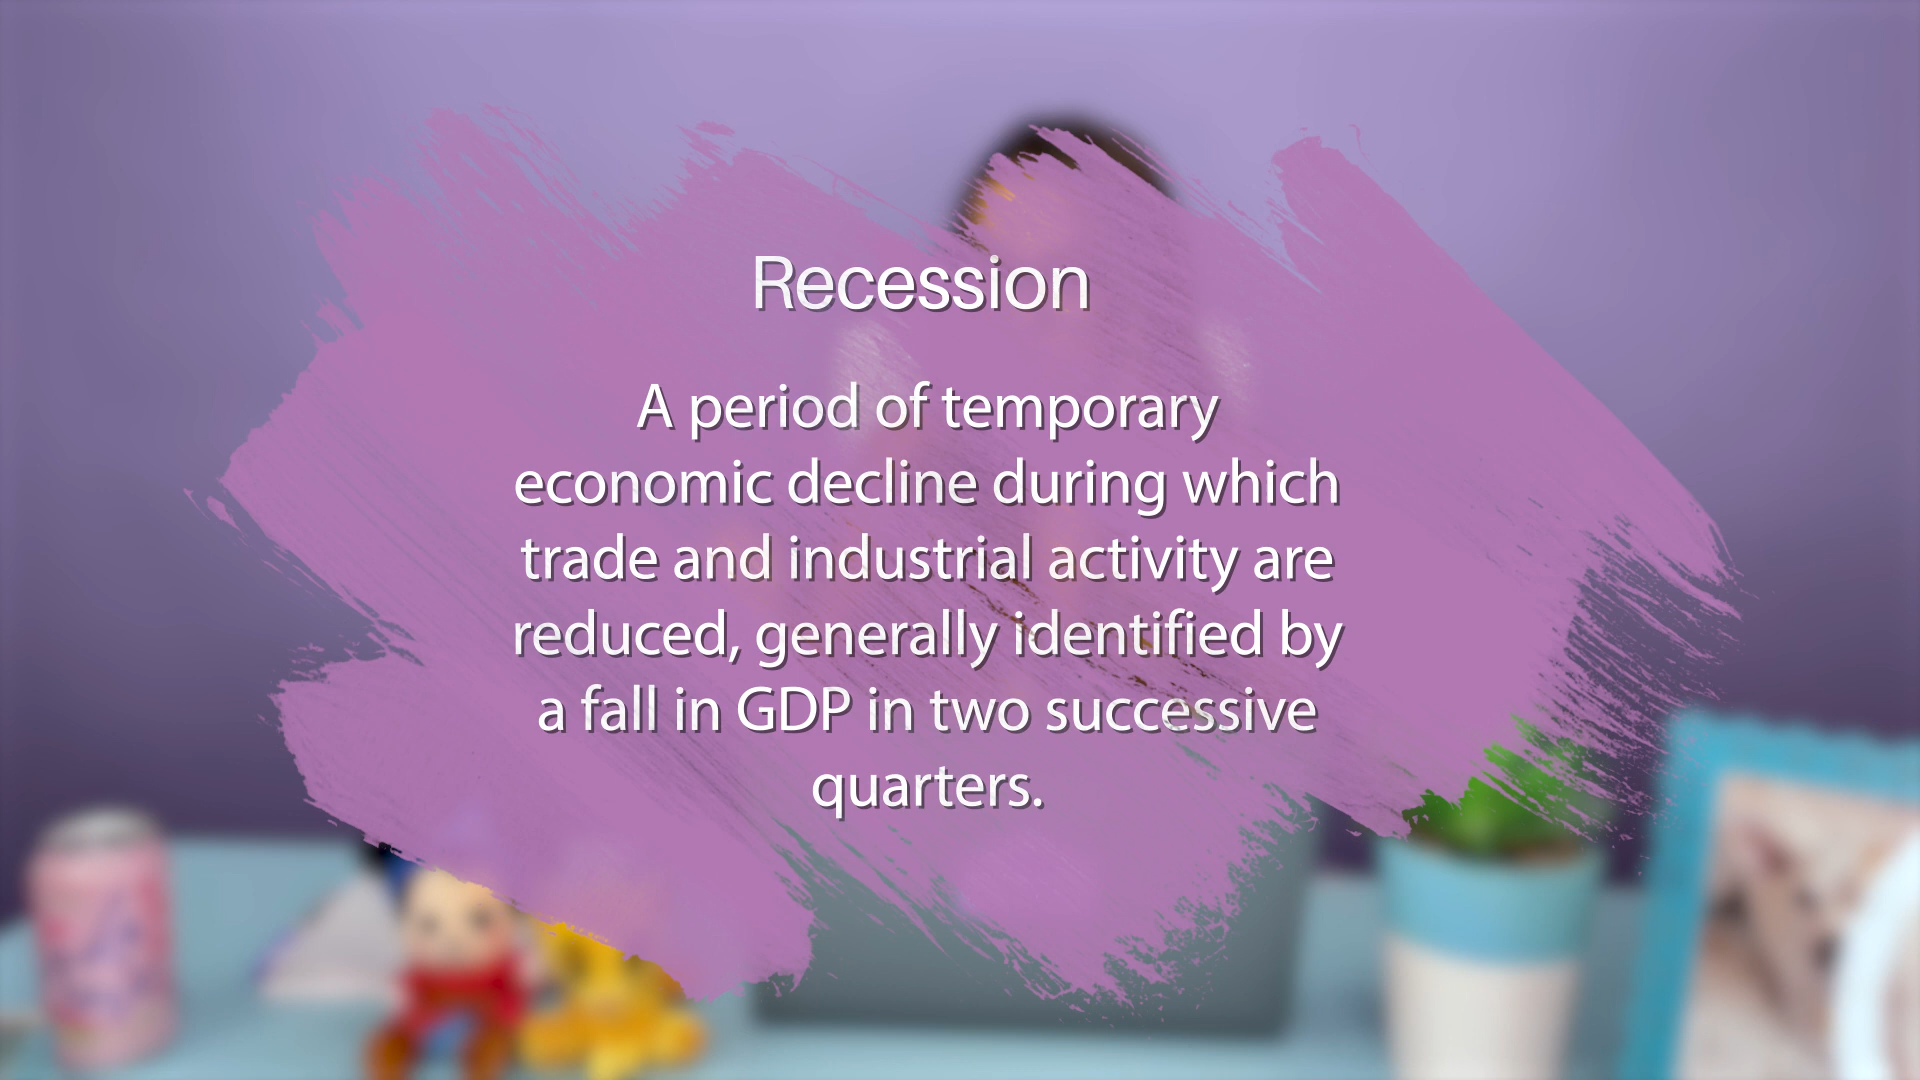 Recession
A period of temporary
economic decline during which
trade and industrial activity are
reduced, generally identified by
a fall in GDP in two successive
quarters.